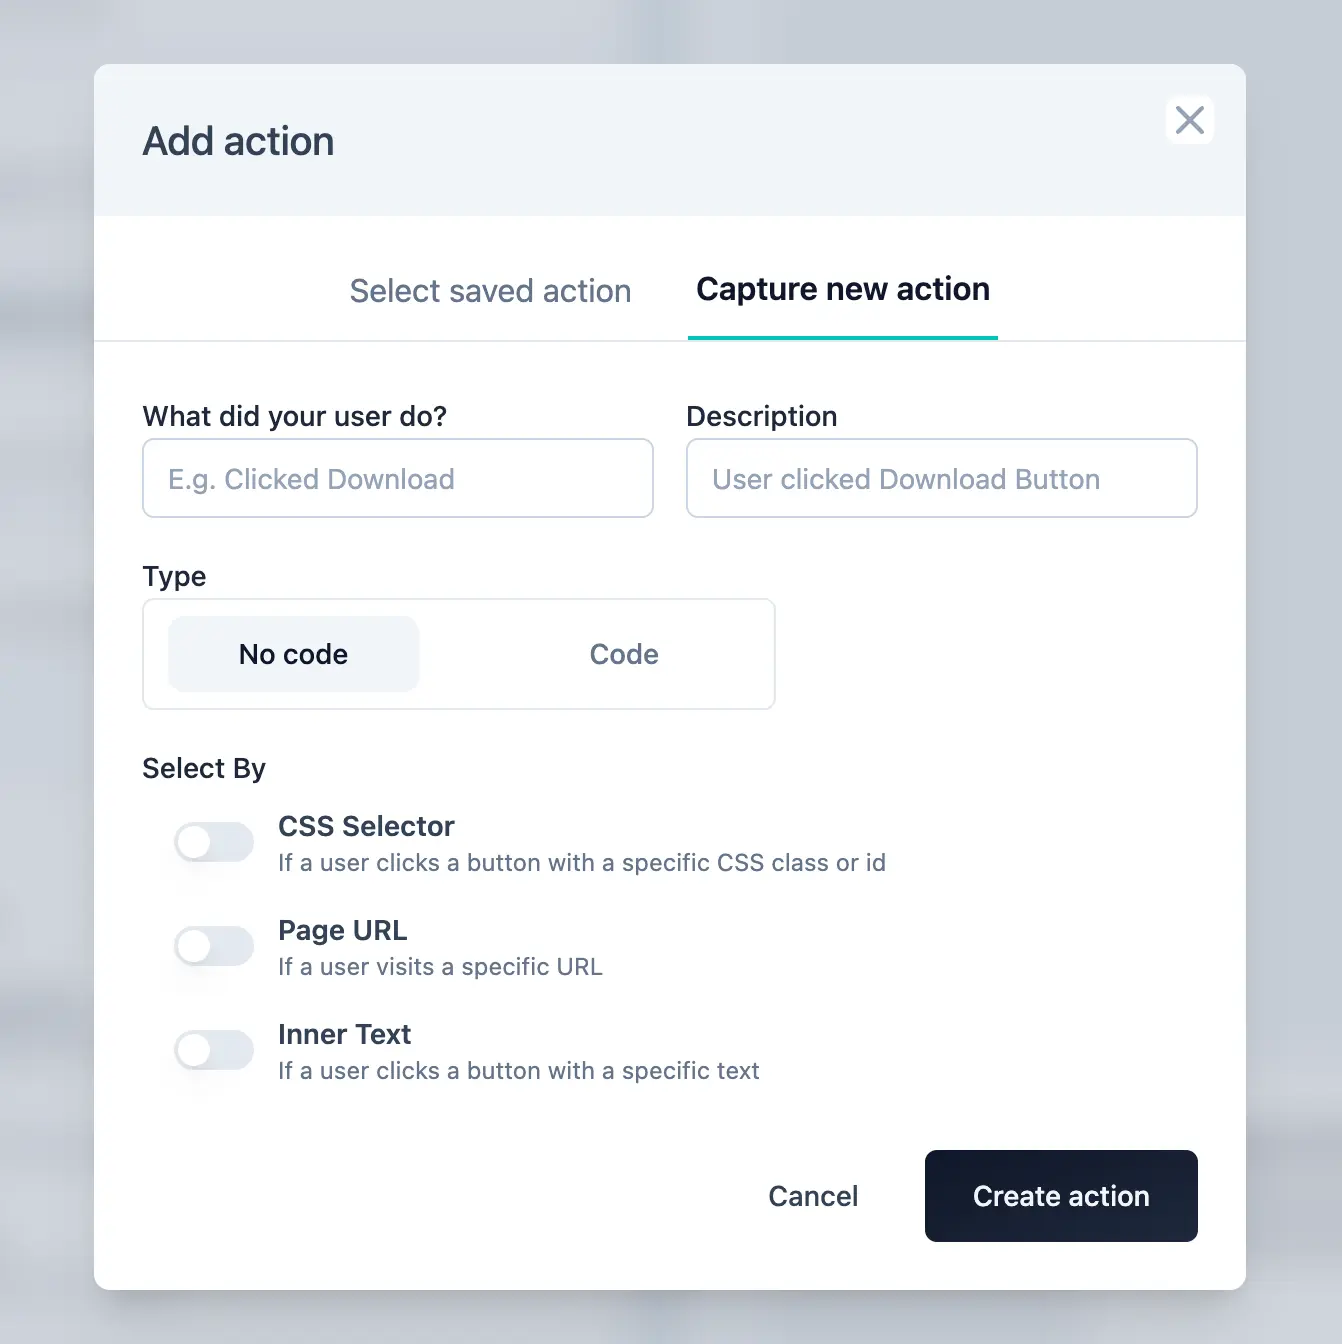 Add action
Select saved action
Capture new action
What did your user do?
Description
E.g. Clicked Download
User clicked Download Button
Type
No code
Code
Select By
CSS Selector
If a user clicks a button with a specific CSS class or id
Page URL
If a user visits a specific URL
Inner Text
If a user clicks a button with a specific text
Cancel
Create action